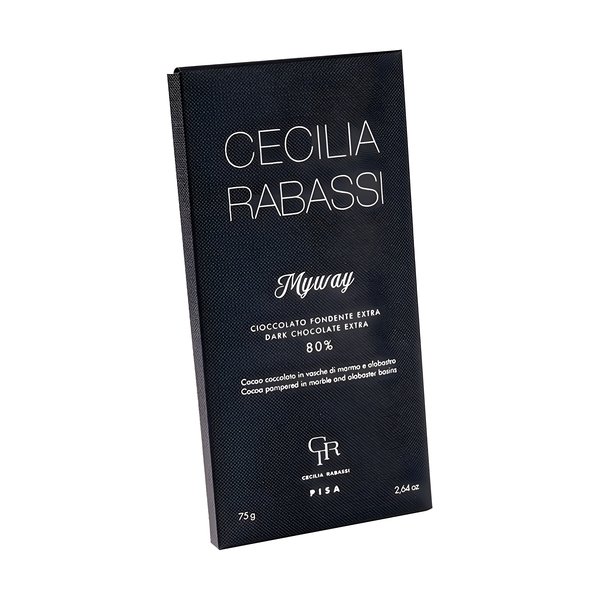 CECILIA
RABASSI
Myway
CIOCCOLATO FONDENTE EXTRA
DARK CHOCOLATE EXTRA
80%
Cacao coccolato in vasche di marmo e alabastro
Cocoa pampered in marble and alabaster basins
CR
CECILIA RABASSI
PISA
75 g
2,64 oz